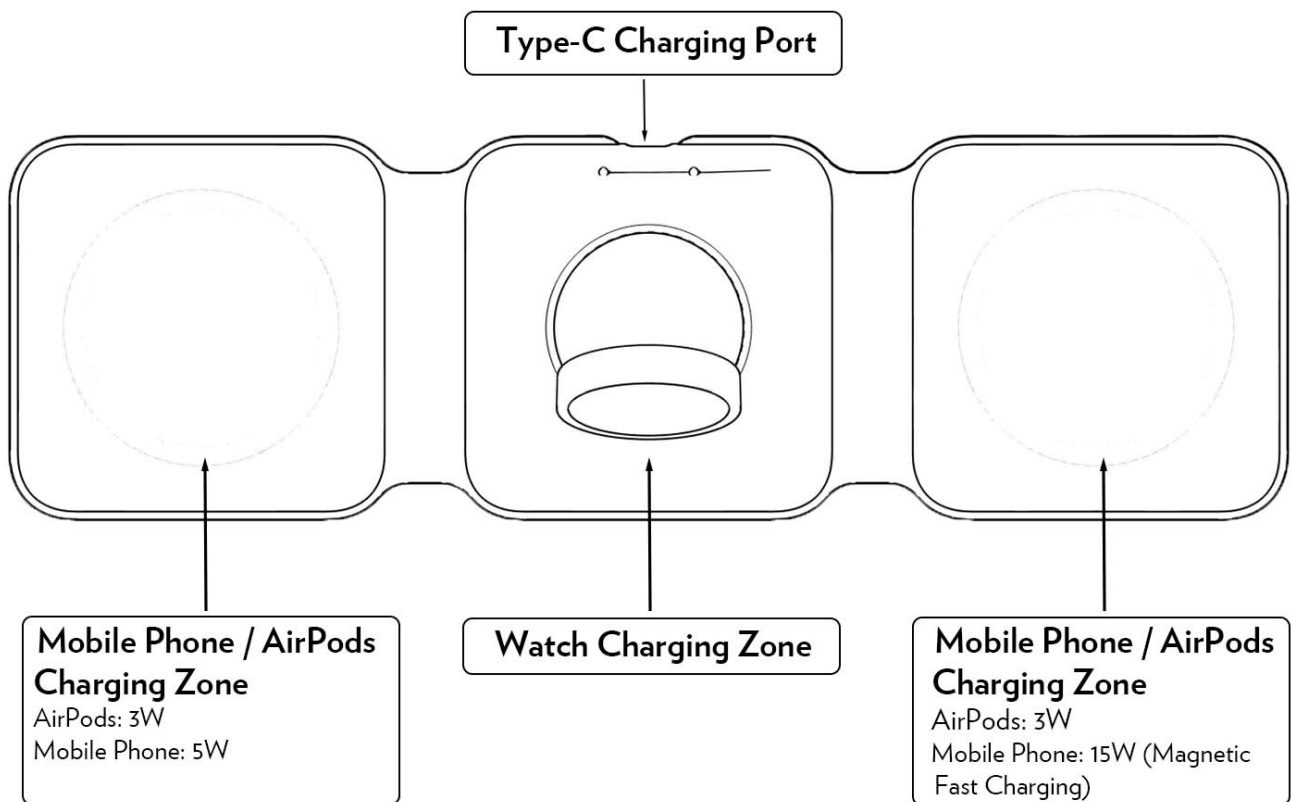 Type-C Charging Port
Mobile Phone / AirPods
Charging Zone
AirPods: 3W
Mobile Phone: 5W
Watch Charging Zone
Mobile Phone / AirPods
Charging Zone
AirPods: 3W
Mobile Phone: 15W (Magnetic
Fast Charging)